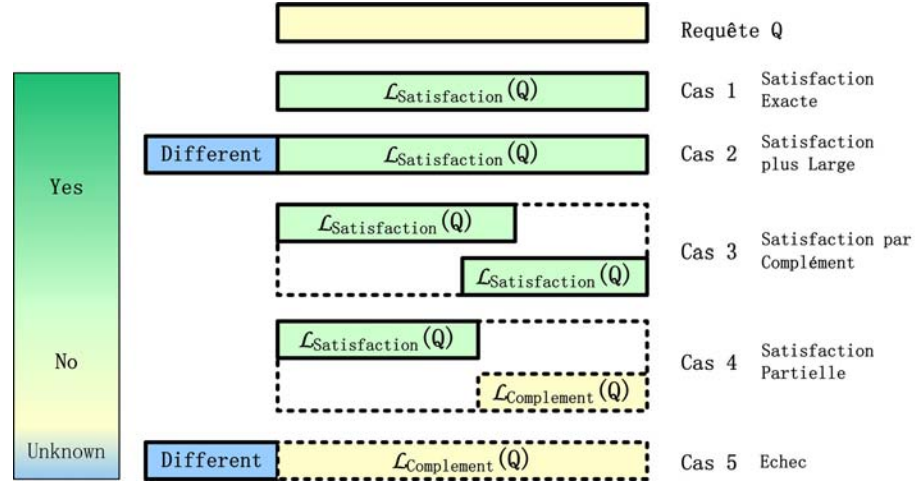 Requête Q
ℒSatisfaction(Q) Cas 1 Satisfaction
Exacte
Different ℒSatisfaction(Q) Cas 2 Satisfaction
plus Large
Yes
ℒSatisfaction(Q)
Cas 3 Satisfaction par
Complément
ℒSatisfaction(Q)
ℒSatisfaction(Q)
No Cas 4 Satisfaction
Partielle
ℒComplement(Q)
Unknown Different ℒComplement(Q) Cas 5 Echec